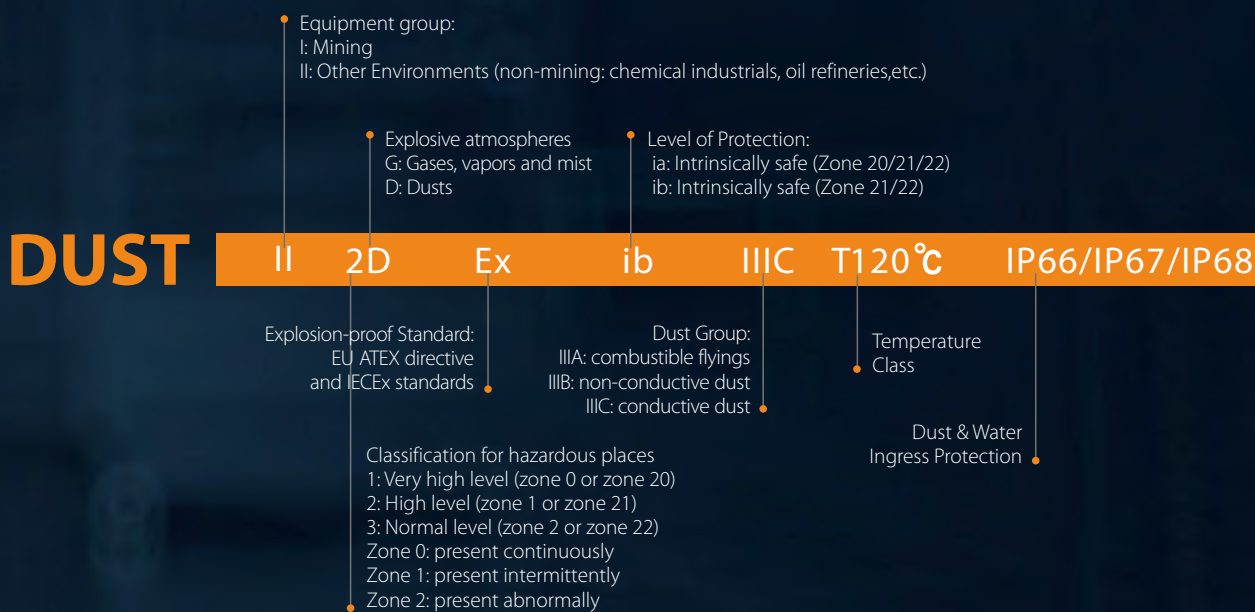 Equipment group:
I: Mining
II: Other Environments (non-mining: chemical industrials, oil refineries,etc.)
Explosive atmospheres
G: Gases, vapors and mist
D: Dusts
Level of Protection:
ia: Intrinsically safe (Zone 20/21/22)
ib: Intrinsically safe (Zone 21/22)
DUST II 2D Ex ib IIIC T120℃ IP66/IP67/IP68
Explosion-proof Standard:
EU ATEX directive
and IECEx standards
Dust Group:
IIIA: combustible flyings
IIIB: non-conductive dust
IIIC: conductive dust
Temperature
Class
Dust & Water
Ingress Protection
Classification for hazardous places
1: Very high level (zone 0 or zone 20)
2: High level (zone 1 or zone 21)
3: Normal level (zone 2 or zone 22)
Zone 0: present continuously
Zone 1: present intermittently
Zone 2: present abnormally